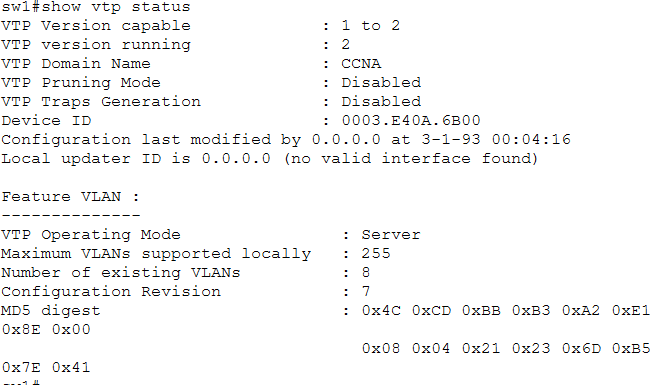 sw1#show vtp status
VTP Version capable : 1 to 2
VTP version running : 2
VTP Domain Name : CCNA
VTP Pruning Mode : Disabled
VTP Traps Generation : Disabled
Device ID : 0003.E40A.6B00
Configuration last modified by 0.0.0.0 at 3-1-93 00:04:16
Local updater ID is 0.0.0.0 (no valid interface found)
Feature VLAN :
--------------
VTP Operating Mode : Server
Maximum VLANs supported locally : 255
Number of existing VLANs : 8
Configuration Revision : 7
MD5 digest : 0x4C 0xCD 0xBB 0xB3 0xA2 0xE1
0x8E 0x00
0x08 0x04 0x21 0x23 0x6D 0xB5
0x7E 0x41
sw1#